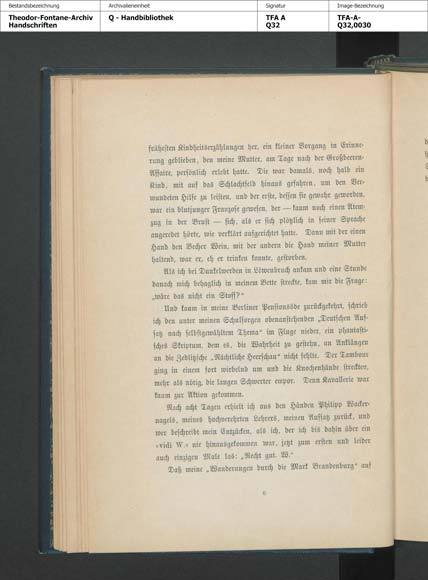 Bestandsbezeichnung
Archivalieneinheit
Signatur
Image-Bezeichnung
Theodor-Fontane-Archiv
Handschriften
Q - Handbibliothek
TFA A
Q32
TFA-A-
Q32,0030
frühesten Kindheitserzählungen her, ein kleiner Vorgang in Erinne-
rung geblieben, den meine Mutter, am Tage nach der Großbeeren-
Affaire, persönlich erlebt hatte. Die war damals, noch halb ein
Kind, mit auf das Schlachtfeld hinaus gefahren, um den Ver-
wundeten Hilfe zu leisten, und der erste, dessen sie gewahr geworden,
war ein blutjunger Franzose gewesen, der — kaum noch einen Atem-
zug in der Brust — sich, als er sich plötzlich in seiner Sprache
angeredet hörte, wie verklärt aufgerichtet hatte. Dann mit der einen
Hand den Becher Wein, mit der andern die Hand meiner Mutter
haltend, war er, eh er trinken konnte, gestorben.
Als ich bei Dunkelwerden in Löwenbruch ankam und eine Stunde
danach mich behaglich in meinem Bette streckte, kam mir die Frage:
„wäre das nicht ein Stoff?“
Und kaum in meine Berliner Pensionsöde zurückgekehrt, schrieb
ich den unter meinen Schulsorgen obenanstehenden „Deutschen Auf-
satz nach selbstgewähltem Thema“ im Fluge nieder, ein phantasti-
sches Skriptum, dem es, die Wahrheit zu gestehn, an Anklängen
an die Zedlitzsche „Nächtliche Heerschau“ nicht fehlte. Der Tambour
ging in einem fort wirbelnd um und die Knochenhände streckten,
mehr als nötig, die langen Schwerter empor. Denn Kavallerie war
kaum zur Aktion gekommen.
Nach acht Tagen erhielt ich aus den Händen Philipp Wacker-
nagels, meines hochverehrten Lehrers, meinen Aufsatz zurück, und
wer beschreibt mein Entzücken, als ich, der ich bis dahin über ein
»vidi W.« nie hinausgekommen war, jetzt zum ersten und leider
auch einzigen Male las: „Recht gut. W.“
Daß meine „Wanderungen durch die Mark Brandenburg“ auf
6